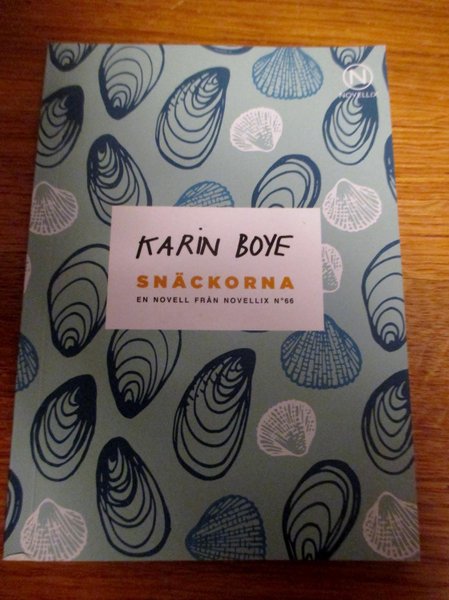 N
NOVELLIX
KARIN BOYE
SNÄCKORNA
EN NOVELL FRÅN NOVELLIX N°66